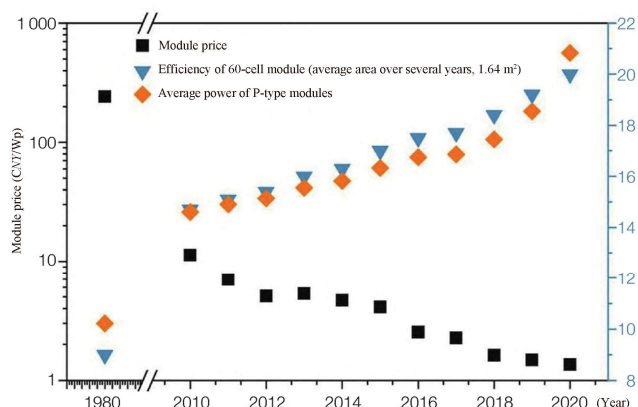 1 000
100
10
1
Module price (CNY/Wp)
Module price
Efficiency of 60-cell module (average area over several years, 1.64 m²)
Average power of P-type modules
22
20
18
16
14
12
10
8
1980 2010 2012 2014 2016 2018 2020 (Year)